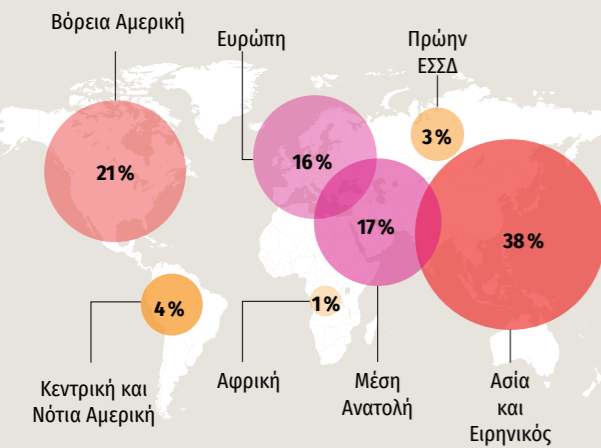 Βόρεια Αμερική
Ευρώπη
Πρώην
ΕΣΣΔ
21 %
16 %
3 %
17 %
38 %
4 %
1 %
Κεντρική και
Νότια Αμερική
Αφρική
Μέση
Ανατολή
Ασία
και
Ειρηνικός